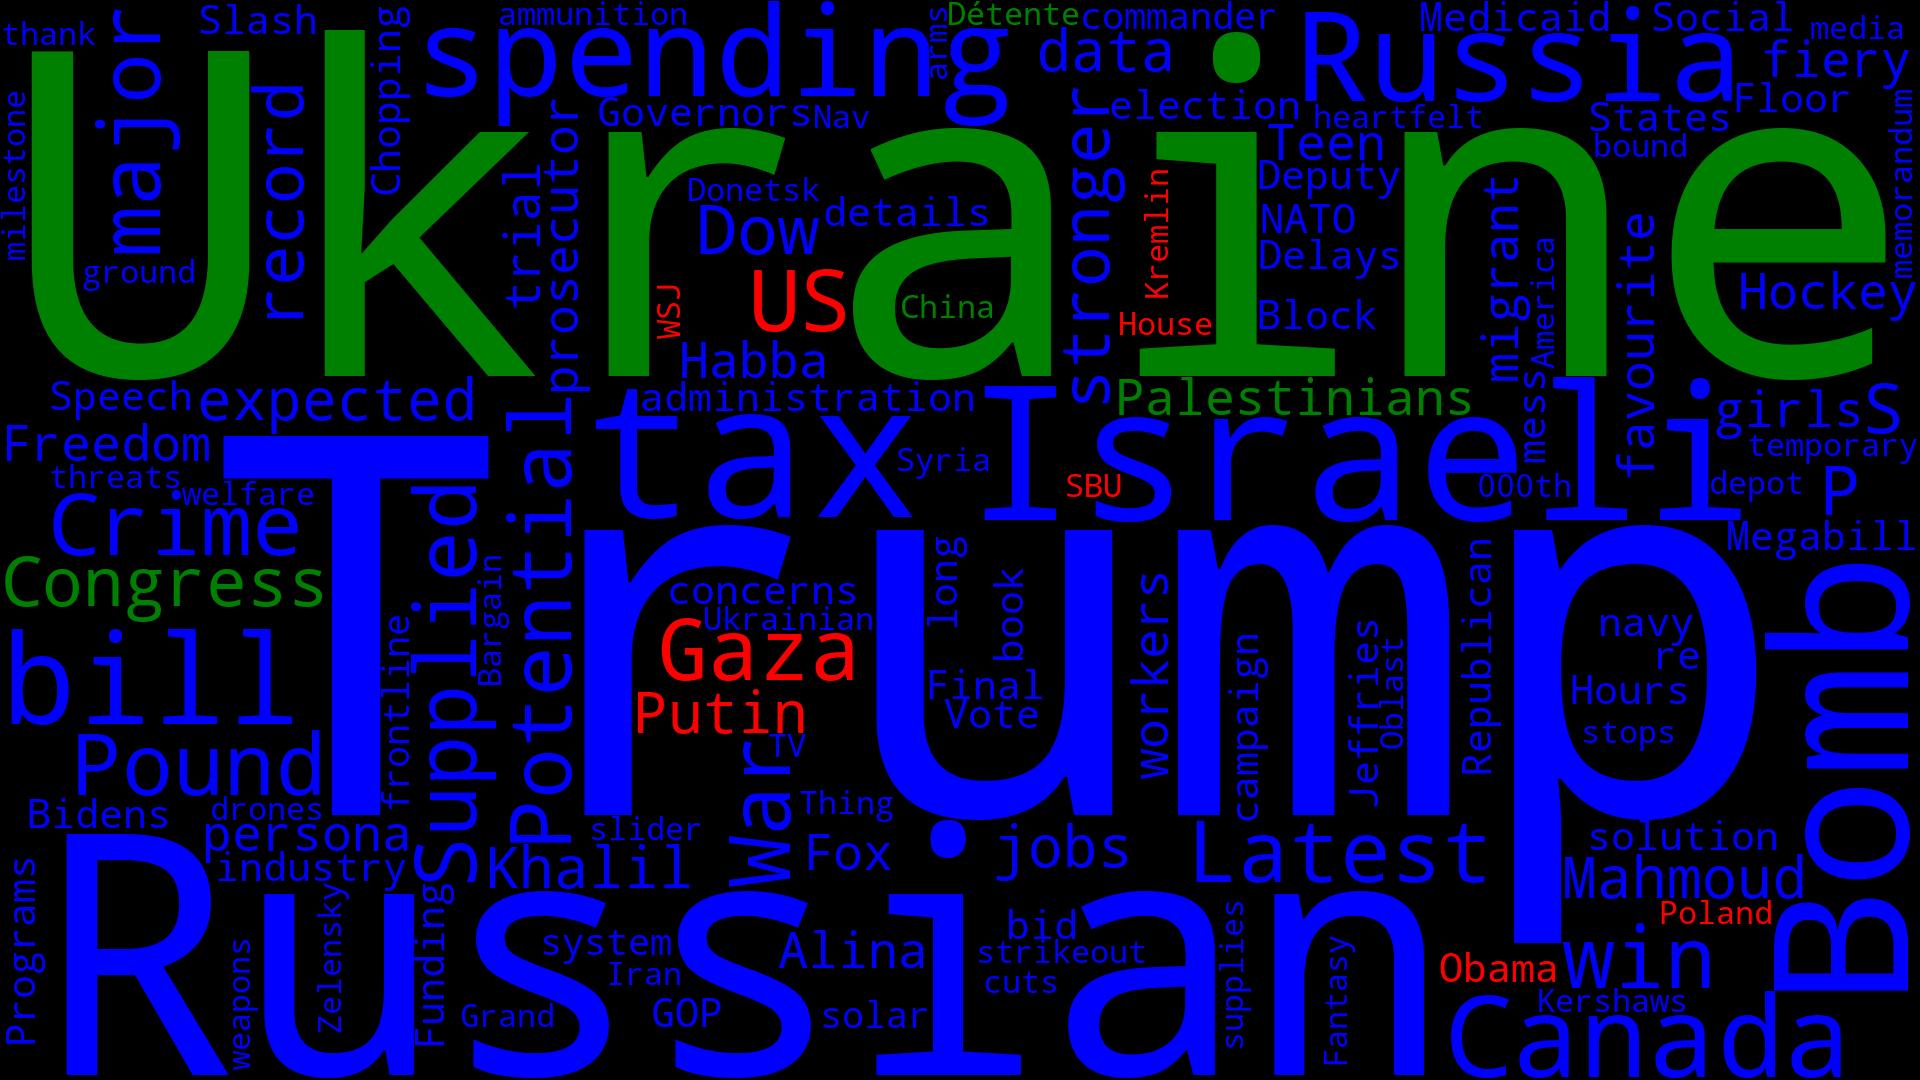 thank
Slash
ammunition
Détente
commander
Medicaid
Social
media
major
Chopping
spending
arms
data
Russia
fiery
milestone
record
Governors
Nav
election
heartfelt
States
Floor
bound
memorandum
Ukraine
trial
prosecutor
Donetsk
Dow
details
stronger
Kremlin
Teen
Deputy
NATO
Delays
migrant
America
favourite
ground
WSJ
US
China
House
Block
Hockey
Habba
Speech
expected
administration
Palestinians
mess
girls
S
Freedom
threats
welfare
tax
Syria
Israeli
SBU
000th
temporary
depot
P
Crime
Supplied
Potential
Trump
Megabill
Congress
Bargain
concerns
Ukrainian
long
book
workers
Republican
navy
re
Bomb
bill
frontline
Gaza
Putin
Final
Vote
campaign
Jeffries
Oblast
Hours
stops
Pound
War
TV
Bidens
drones
persona
industry
slider
Thing
Fox
jobs
Latest
solution
Khalil
Mahmoud
Programs
Zelensky
Funding
Russian
system
Alina
bid
strikeout
supplies
Poland
win
weapons
Iran
cuts
Fantasy
Obama
Grand
GOP
solar
Kershaws
Canada